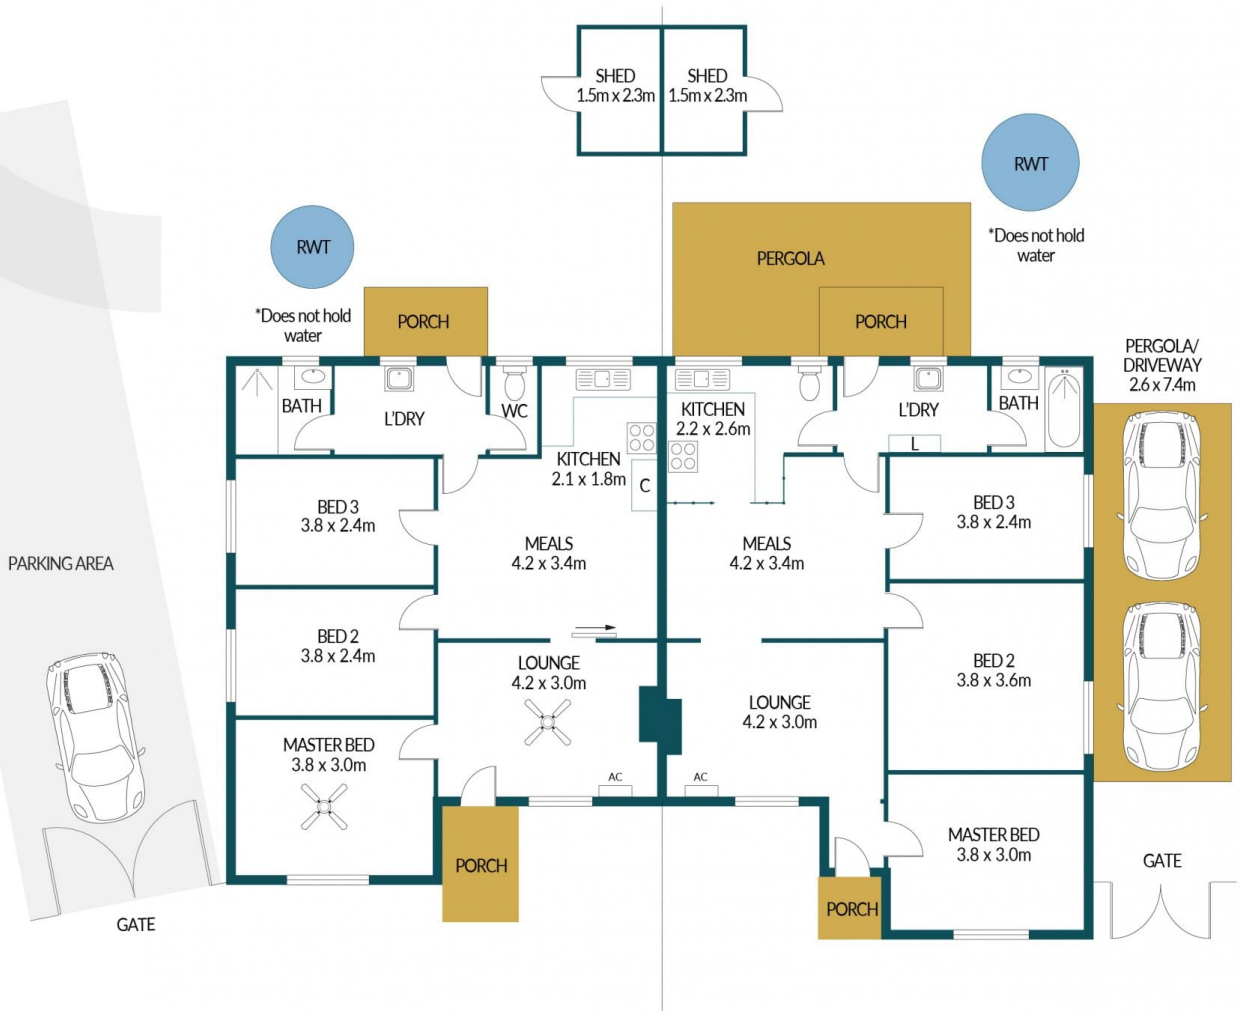 SHED
1.5m x 2.3m
SHED
1.5m x 2.3m
RWT
*Does not hold
water
RWT
*Does not hold
water
PERGOLA
PORCH
PORCH
PERGOLA/
DRIVEWAY
2.6 x 7.4m
BATH
L'DRY
WC
KITCHEN
2.1 x 1.8m
C
KITCHEN
2.2 x 2.6m
L'DRY
L
BATH
BED 3
3.8 x 2.4m
MEALS
4.2 x 3.4m
MEALS
4.2 x 3.4m
BED 3
3.8 x 2.4m
PARKING AREA
BED 2
3.8 x 2.4m
LOUNGE
4.2 x 3.0m
LOUNGE
4.2 x 3.0m
BED 2
3.8 x 3.6m
MASTER BED
3.8 x 3.0m
AC
AC
MASTER BED
3.8 x 3.0m
PORCH
PORCH
GATE
GATE